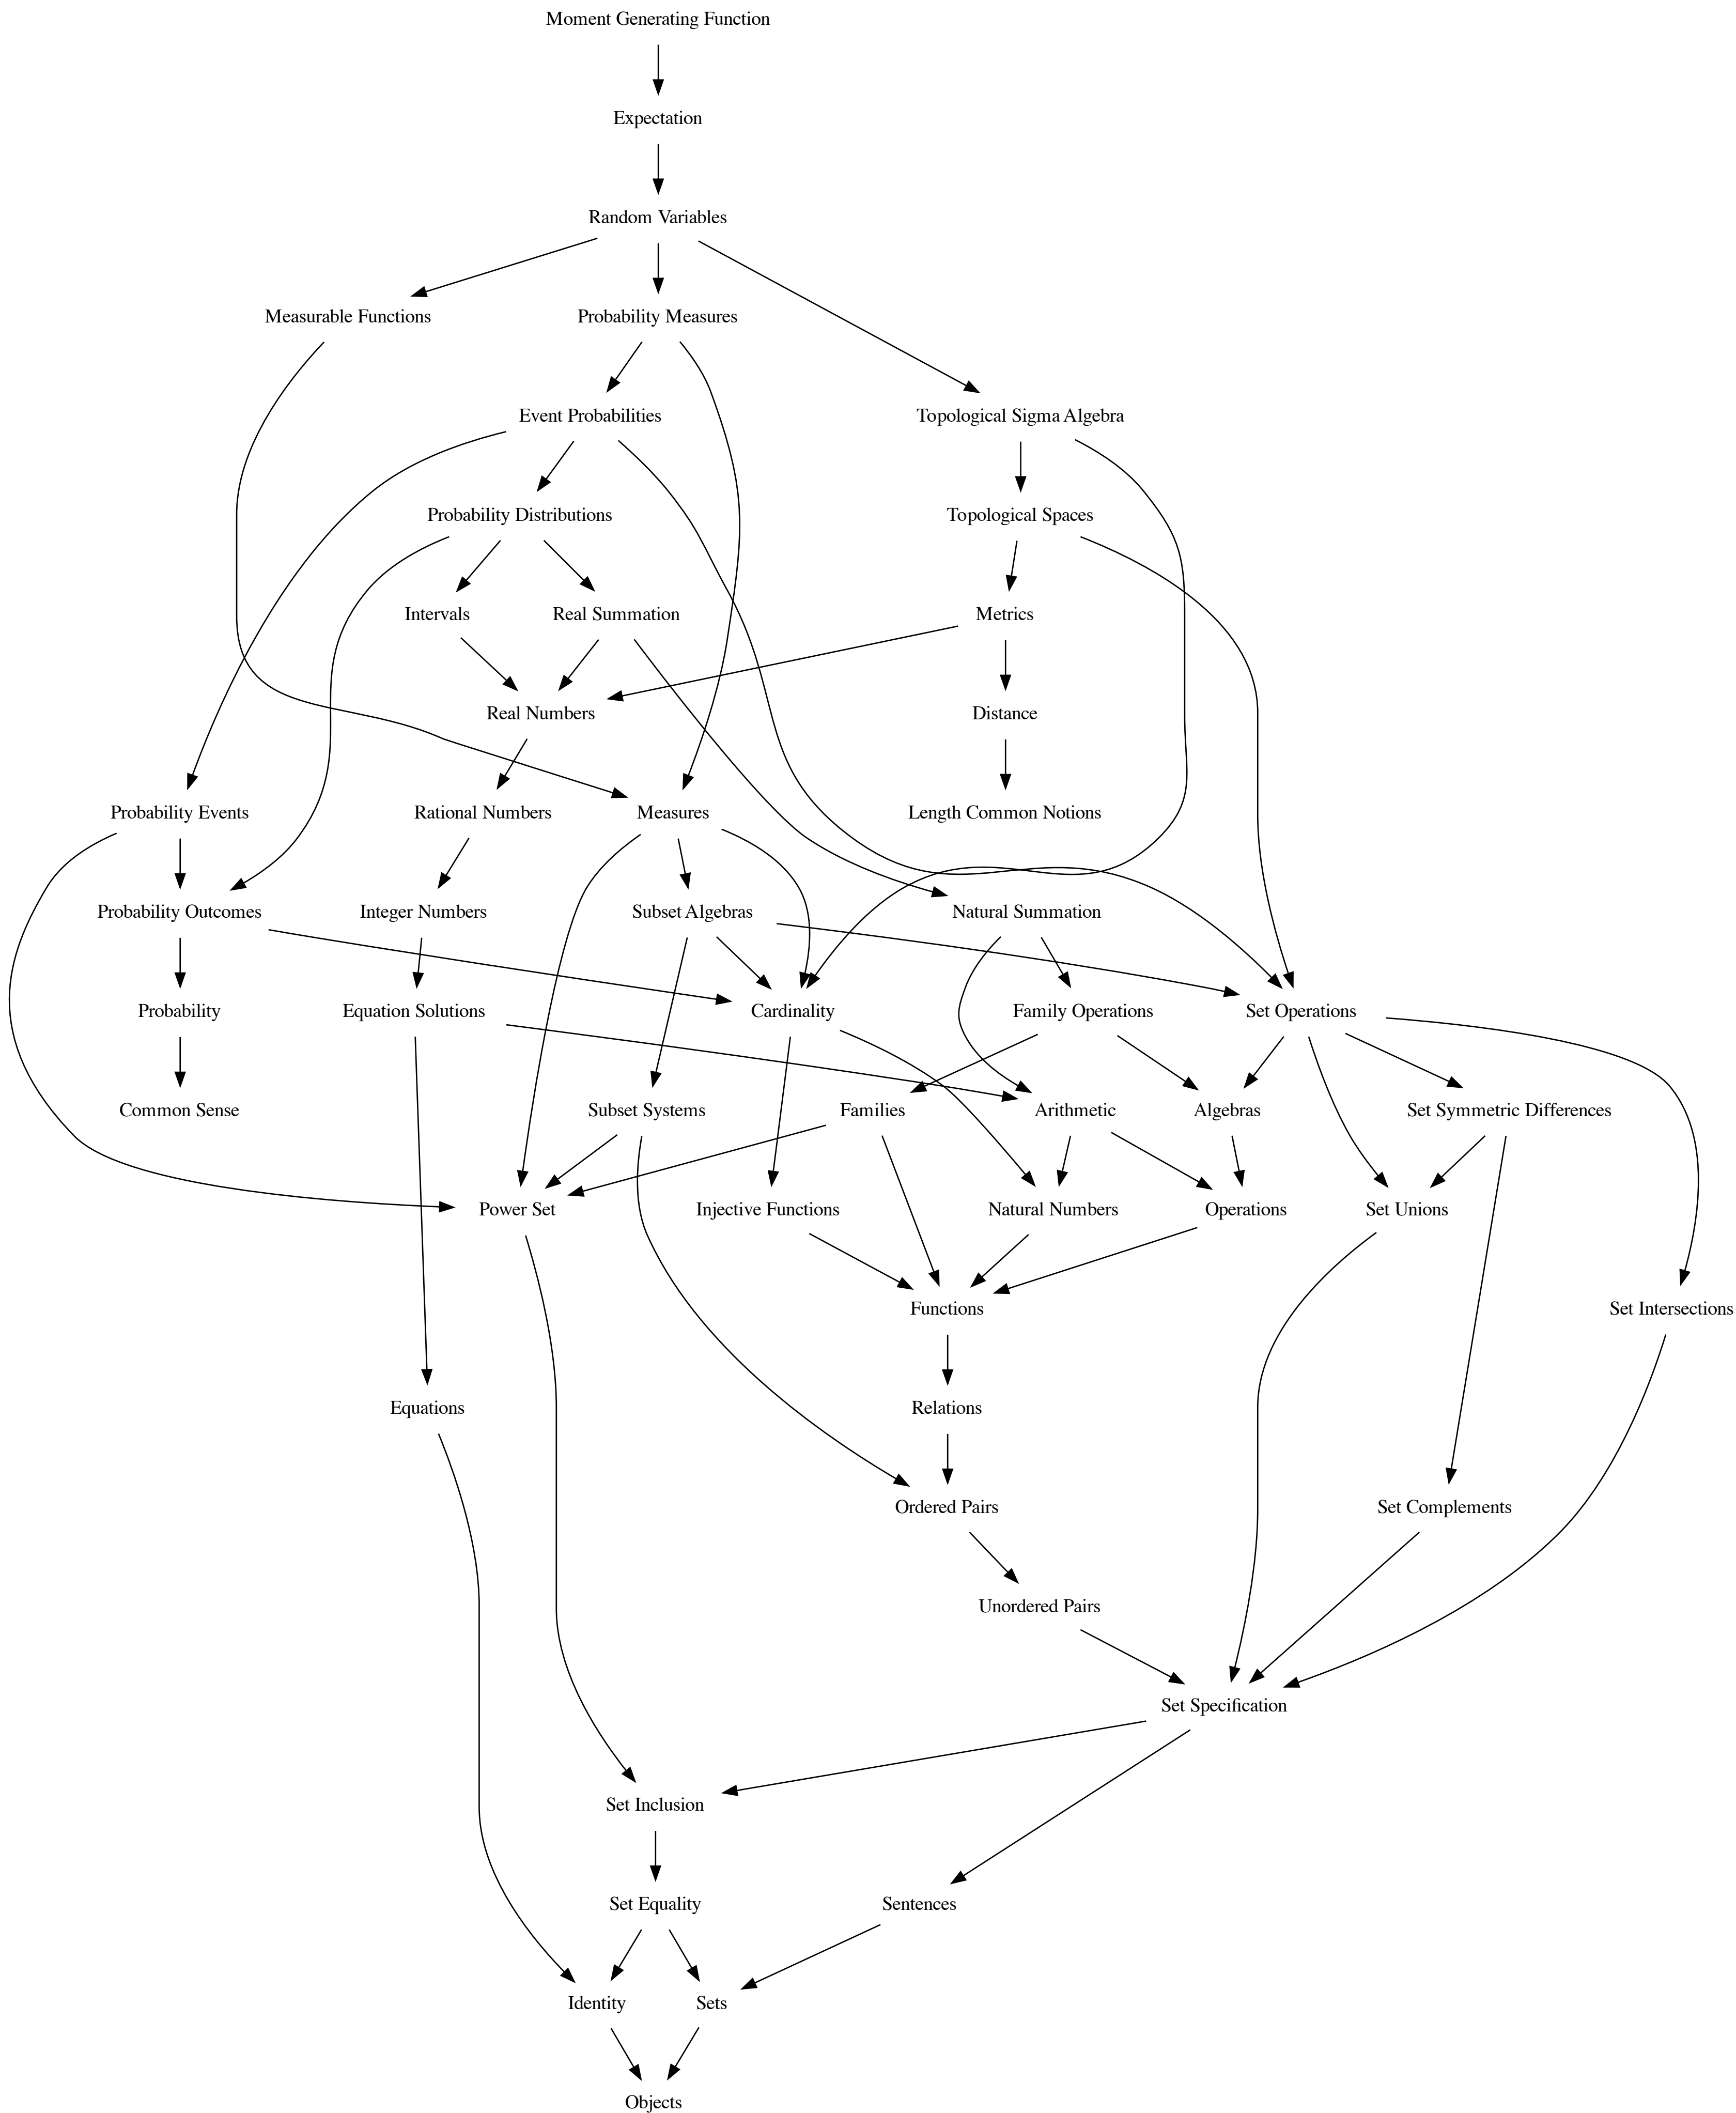 Moment Generating Function
Expectation
Random Variables
Measurable Functions
Probability Measures
Event Probabilities
Topological Sigma Algebra
Probability Distributions
Topological Spaces
Intervals
Real Summation
Metrics
Real Numbers
Distance
Probability Events
Rational Numbers
Measures
Length Common Notions
Probability Outcomes
Integer Numbers
Subset Algebras
Natural Summation
Probability
Equation Solutions
Cardinality
Family Operations
Set Operations
Common Sense
Subset Systems
Families
Arithmetic
Algebras
Set Symmetric Differences
Power Set
Injective Functions
Natural Numbers
Operations
Set Unions
Functions
Set Intersections
Equations
Relations
Ordered Pairs
Set Complements
Unordered Pairs
Set Specification
Set Inclusion
Set Equality
Sentences
Identity
Sets
Objects